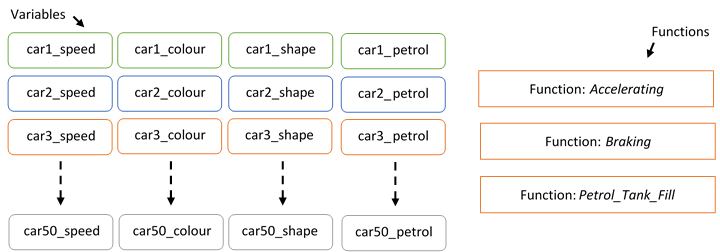 Variables
Functions
car1_speed car1_colour car1_shape car1_petrol
car2_speed car2_colour car2_shape car2_petrol
car3_speed car3_colour car3_shape car3_petrol
car50_speed car50_colour car50_shape car50_petrol
Function: Accelerating
Function: Braking
Function: Petrol_Tank_Fill